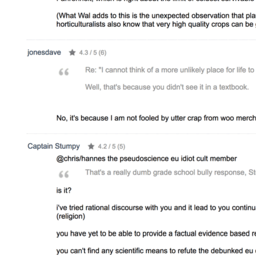 (What Wal adds to this is the unexpected observation that pla
horticulturalists also know that very high quality crops can be
jonesdave 4.3 / 5 (6)
Re: "I cannot think of a more unlikely place for life to
Well, that's because you didn't see it in a textbook.
No, it's because I am not fooled by utter crap from woo merch
Captain Stumpy 4.2 / 5 (5)
@chris/hannes the pseudoscience eu idiot cult member
That's a really dumb grade school bully response, St
is it?
i've tried rational discourse with you and it lead to you continu
(religion)
you have yet to be able to provide a factual evidence based re
you can't find any scientific means to refute the debunked eu